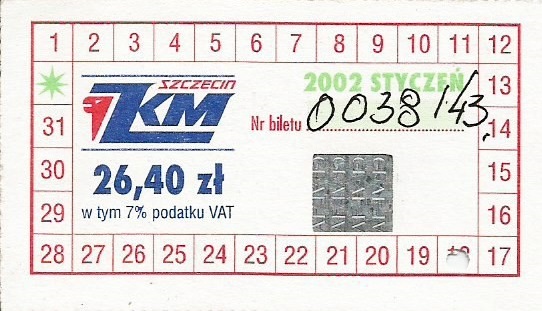 1 2 3 4 5 6 7 8 9 10 11 12
SZCZECIN
ZKM
2002 STYCZEŃ
13
31
Nr biletu 0038143
14
30
26,40 zł
15
29
w tym 7% podatku VAT
16
28 27 26 25 24 23 22 21 20 19 18 17